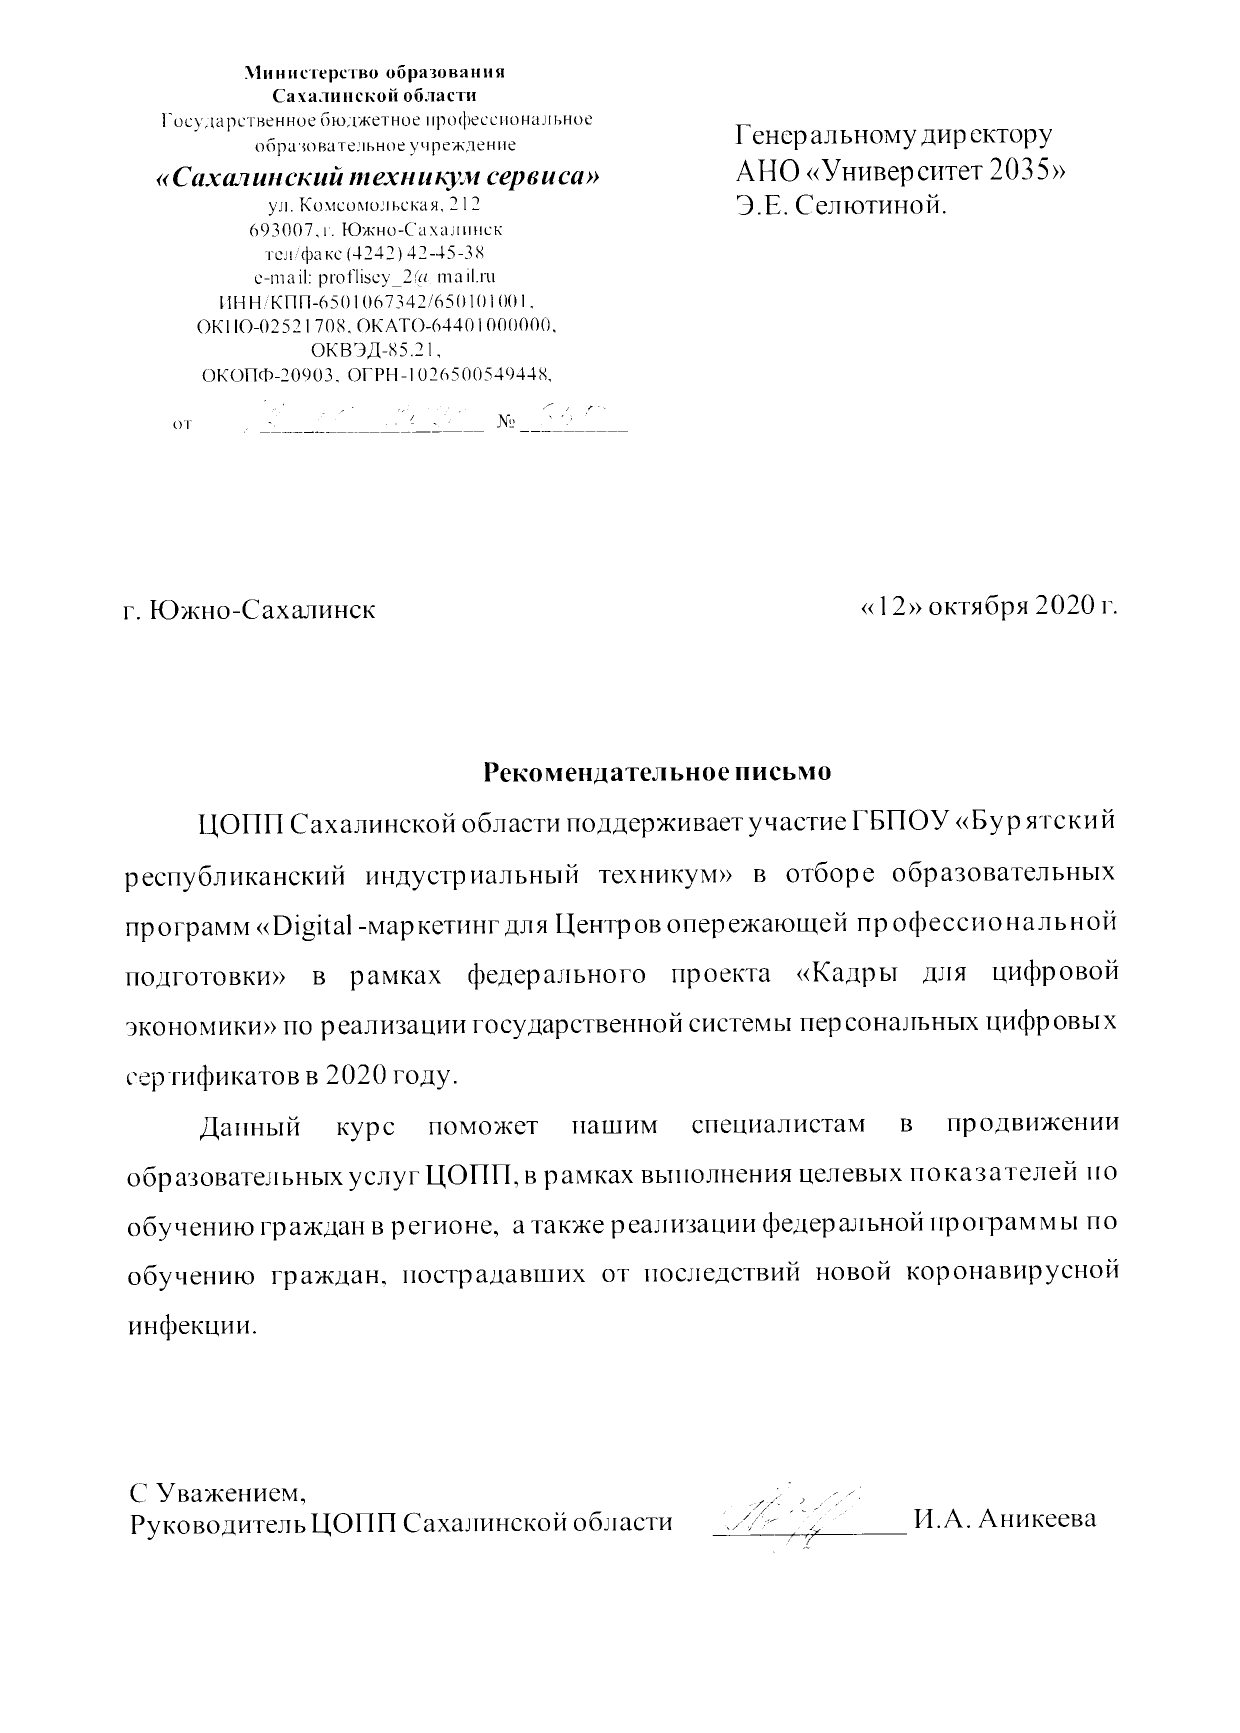 Министерство образования
Сахалинской области
Государственное бюджетное профессиональное
образовательное учреждение
«Сахалинский техникум сервиса»
ул. Комсомольская, 212
693007, г. Южно-Сахалинск
тел/факс (4242) 42-45-38
e-mail: profliscy_2@mail.ru
ИНН/КПП-6501067342/650101001,
ОКПО-02521708, ОКАТО-64401000000,
ОКВЭД-85.21,
ОКОПФ-20903, ОГРН-1026500549448,
от №
Генеральному директору
АНО «Университет 2035»
Э.Е. Селютиной.
г. Южно-Сахалинск «12» октября 2020 г.
Рекомендательное письмо
ЦОПП Сахалинской области поддерживает участие ГБПОУ «Бурятский
республиканский индустриальный техникум» в отборе образовательных
программ «Digital -маркетинг для Центров опережающей профессиональной
подготовки» в рамках федерального проекта «Кадры для цифровой
экономики» по реализации государственной системы персональных цифровых
сертификатов в 2020 году.
Данный курс поможет нашим специалистам в продвижении
образовательных услуг ЦОПП, в рамках выполнения целевых показателей по
обучению граждан в регионе, а также реализации федеральной программы по
обучению граждан, пострадавших от последствий новой коронавирусной
инфекции.
С Уважением,
Руководитель ЦОПП Сахалинской области И.А. Аникеева